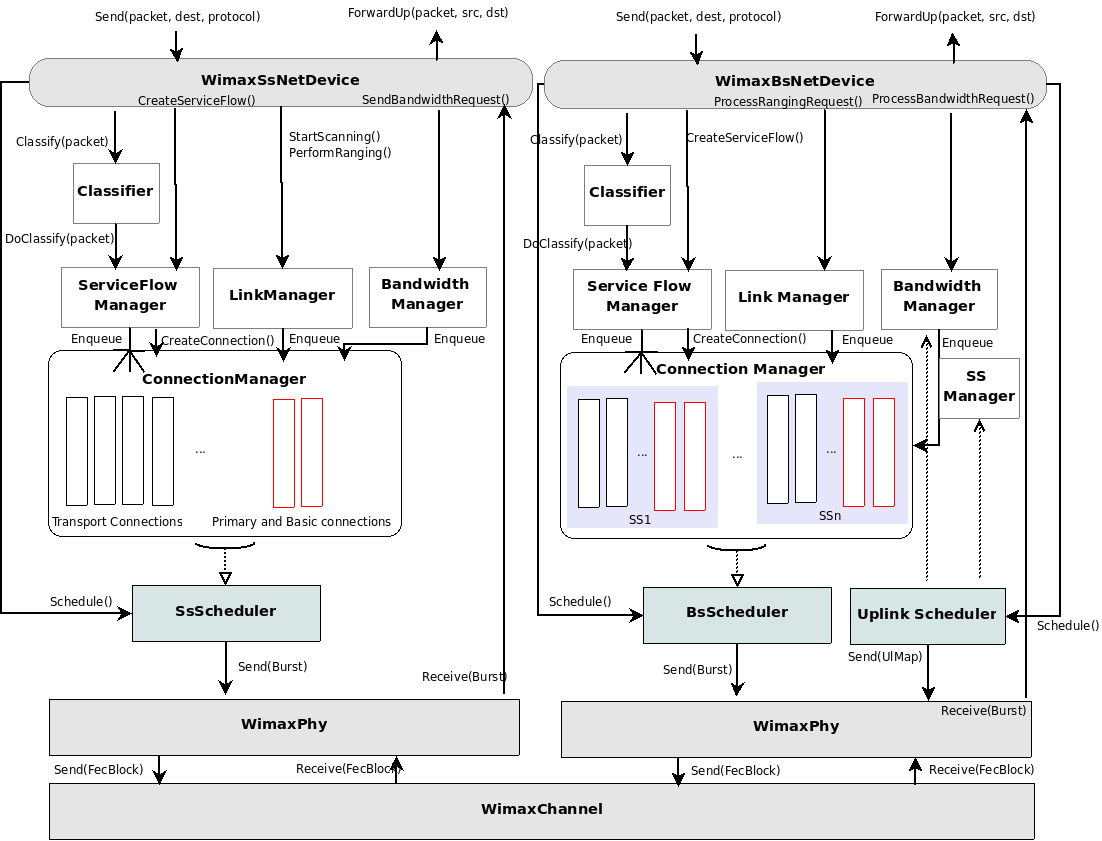 Send(packet, dest, protocol)
ForwardUp(packet, src, dst)
WimaxSsNetDevice
CreateServiceFlow()
SendBandwidthRequest()
Classify(packet)
StartScanning()
PerformRanging()
Classifier
DoClassify(packet)
ServiceFlow
Manager
LinkManager
Bandwidth
Manager
Enqueue
CreateConnection()
Enqueue
Enqueue
ConnectionManager
...
Transport Connections
Primary and Basic connections
Schedule()
SsScheduler
Send(Burst)
Receive(Burst)
WimaxPhy
Send(FecBlock)
Receive(FecBlock)
Send(packet, dest, protocol)
ForwardUp(packet, src, dst)
WimaxBsNetDevice
ProcessRangingRequest()
ProcessBandwidthRequest()
Classify(packet)
CreateServiceFlow()
Classifier
DoClassify(packet)
Service Flow
Manager
Link Manager
Bandwidth
Manager
Enqueue
CreateConnection()
Enqueue
Enqueue
Connection Manager
SS
Manager
...
...
...
SS1
SSn
Schedule()
BsScheduler
Uplink Scheduler
Schedule()
Send(Burst)
Send(UlMap)
Receive(Burst)
WimaxPhy
Send(FecBlock)
Receive(FecBlock)
WimaxChannel